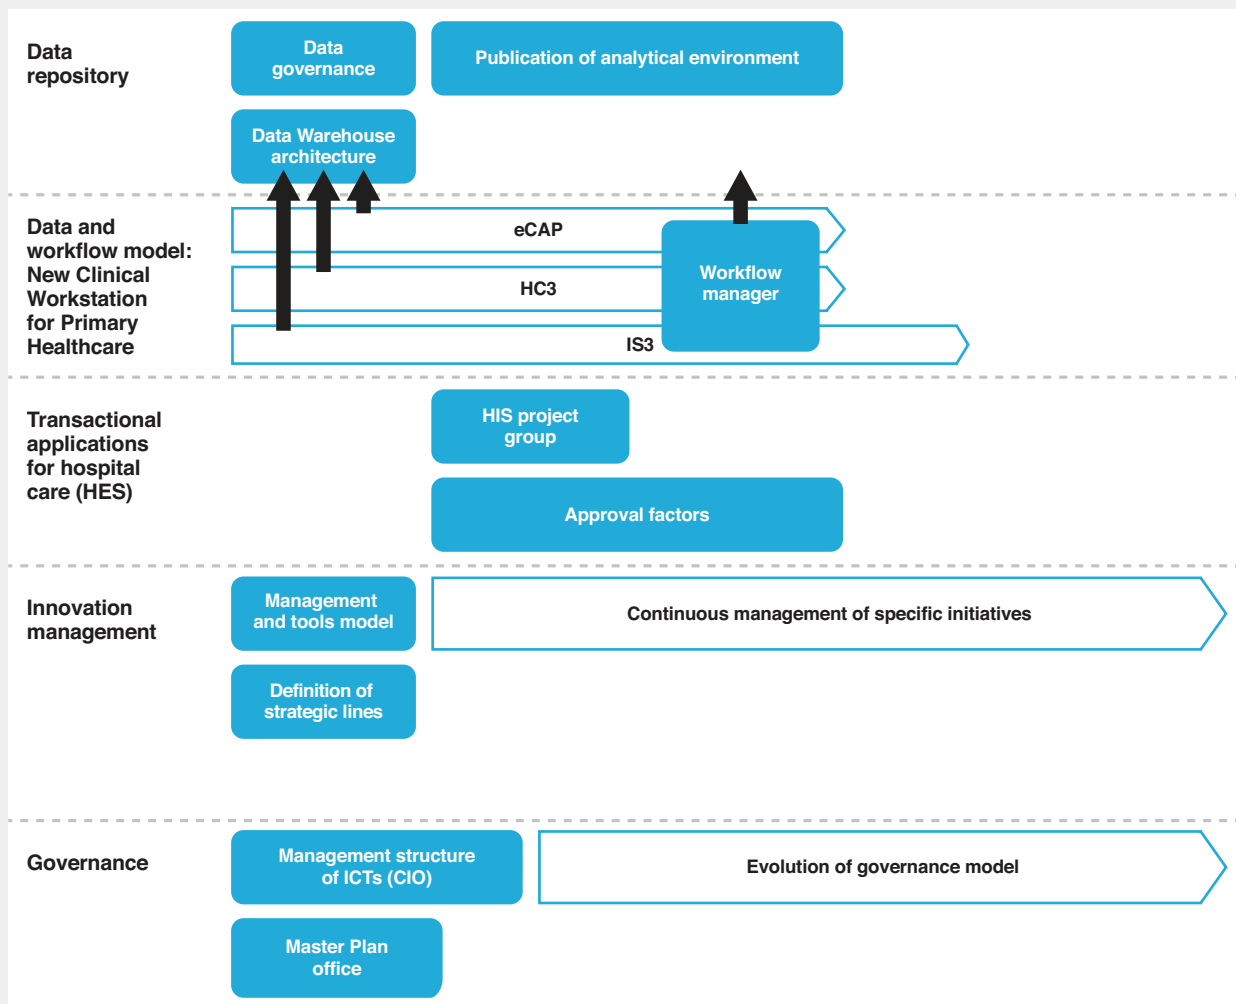 Data
repository
Data
governance
Publication of analytical environment
Data Warehouse
architecture
Data and
workflow model:
New Clinical
Workstation
for Primary
Healthcare
eCAP
HC3
IS3
Workflow
manager
Transactional
applications
for hospital
care (HES)
HIS project
group
Approval factors
Innovation
management
Management
and tools model
Continuous management of specific initiatives
Definition of
strategic lines
Governance
Management structure
of ICTs (CIO)
Evolution of governance model
Master Plan
office